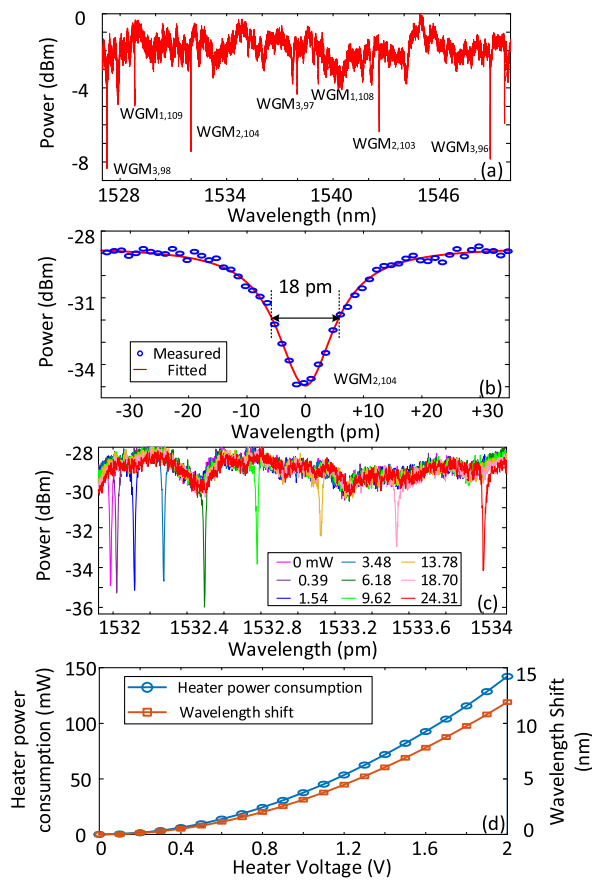 0
-4
-8
Power (dBm)
WGM1,109
WGM3,98
WGM2,104
WGM3,97
WGM1,108
WGM2,103
WGM3,96
(a)
1528
1534
1540
1546
Wavelength (nm)
-28
-31
-34
Power (dBm)
18 pm
Measured
Fitted
WGM2,104
(b)
-30
-20
-10
0
+10
+20
+30
Wavelength (pm)
-28
-30
-32
-34
-36
Power (dBm)
0 mW 3.48 13.78
0.39 6.18 18.70
1.54 9.62 24.31
(c)
1532
1532.4
1532.8
1533.2
1533.6
1534
Wavelength (pm)
150
100
50
0
Heater power
consumption (mW)
Heater power consumption
Wavelength shift
15
10
5
0
Wavelength Shift
(nm)
(d)
0
0.4
0.8
1.2
1.6
2
Heater Voltage (V)